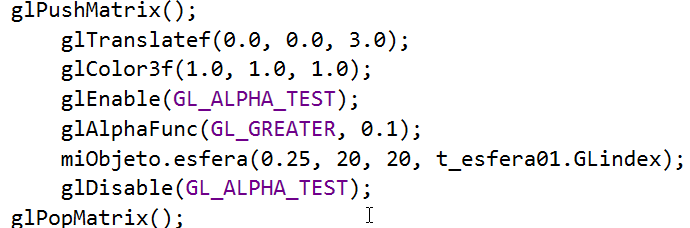 glPushMatrix();
glTranslatef(0.0, 0.0, 3.0);
glColor3f(1.0, 1.0, 1.0);
glEnable(GL_ALPHA_TEST);
glAlphaFunc(GL_GREATER, 0.1);
miObjeto.esfera(0.25, 20, 20, t_esfera01.GLindex);
glDisable(GL_ALPHA_TEST);
glPopMatrix();